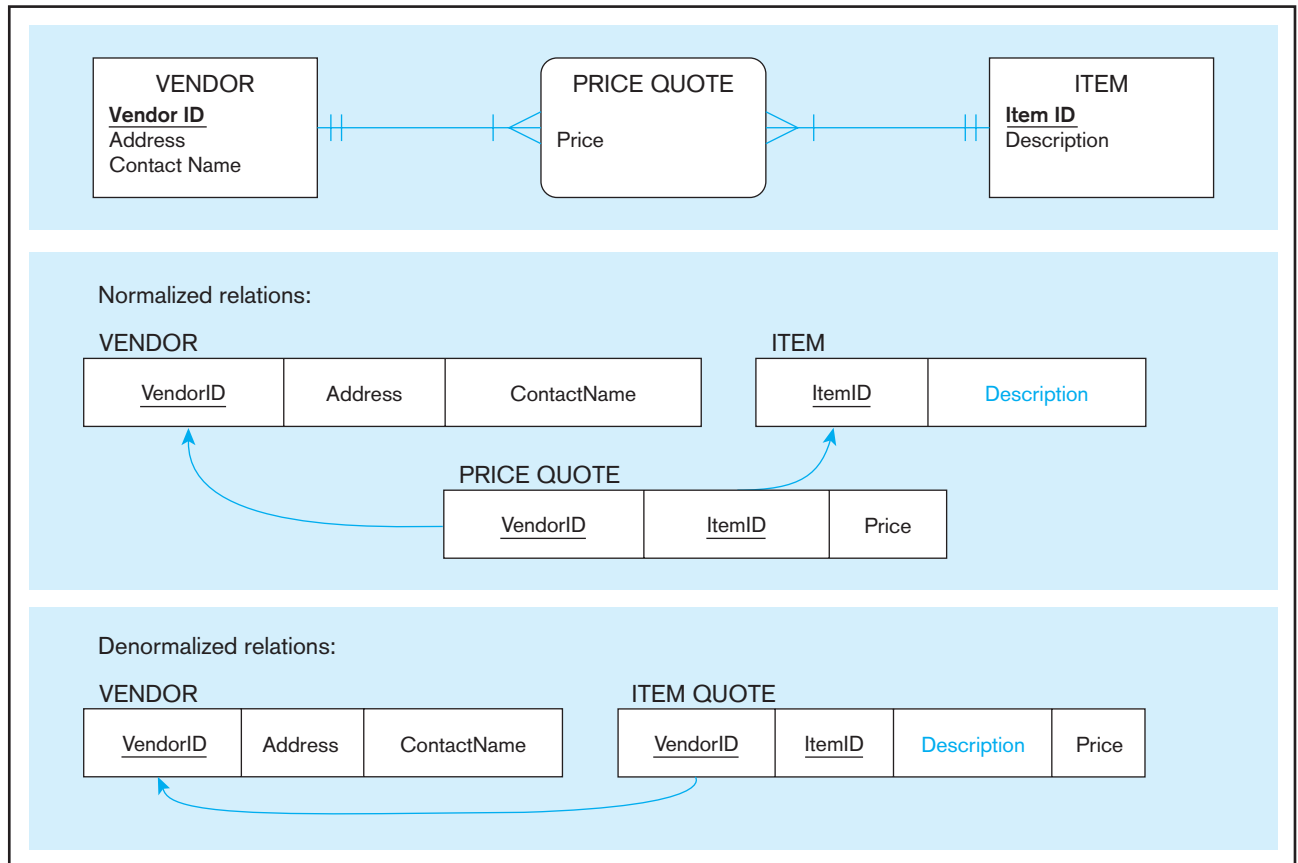 VENDOR
Vendor ID
Address
Contact Name
PRICE QUOTE
Price
ITEM
Item ID
Description
Normalized relations:
VENDOR
VendorID
Address
ContactName
ITEM
ItemID
Description
PRICE QUOTE
VendorID
ItemID
Price
Denormalized relations:
VENDOR
VendorID
Address
ContactName
ITEM QUOTE
VendorID
ItemID
Description
Price